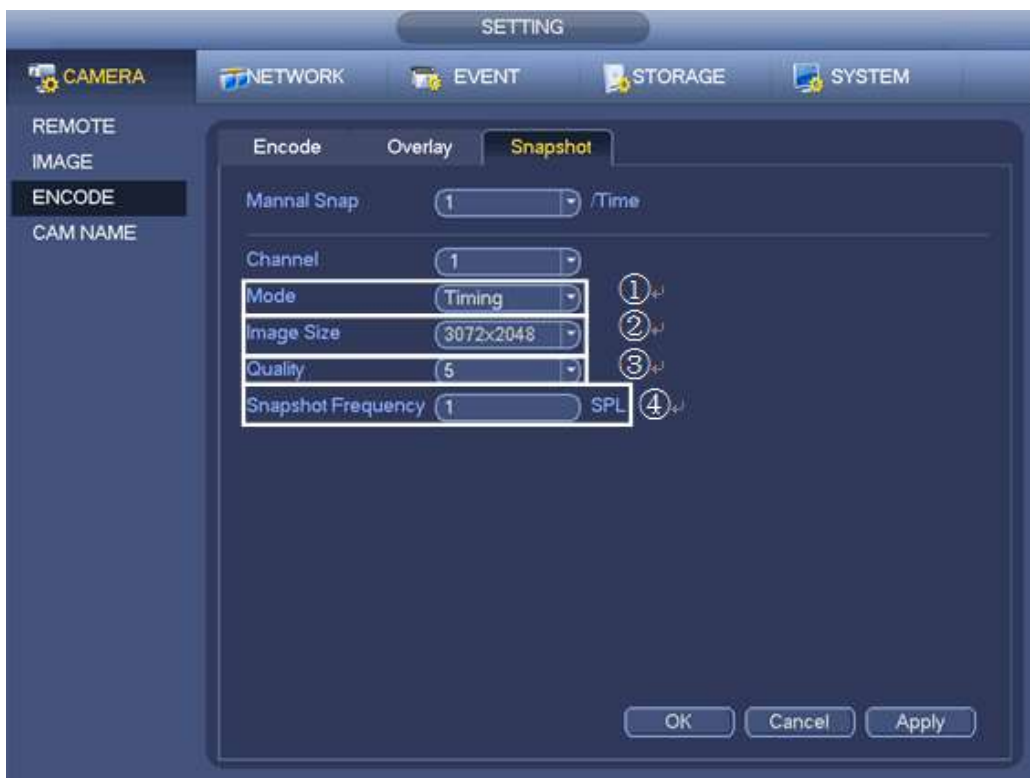 SETTING
CAMERA NETWORK EVENT STORAGE SYSTEM
REMOTE
IMAGE
ENCODE
CAM NAME
Encode Overlay Snapshot
Mannal Snap 1 /Time
Channel 1
Mode Timing ①↵
Image Size 3072x2048 ②↵
Quality 5 ③↵
Snapshot Frequency 1 SPL ④↵
OK Cancel Apply